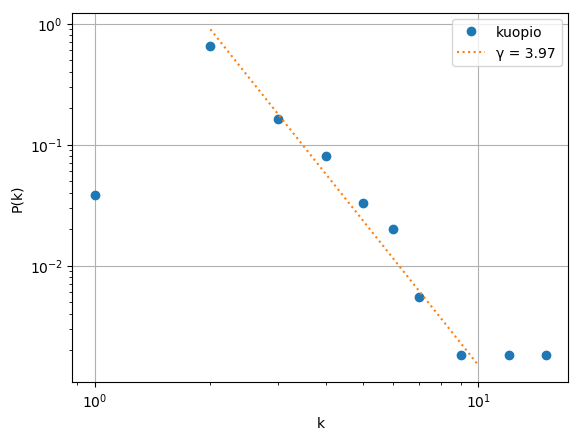 kuopio
γ = 3.97
10⁰
10⁻¹
10⁻²
P(k)
10⁰
10¹
k